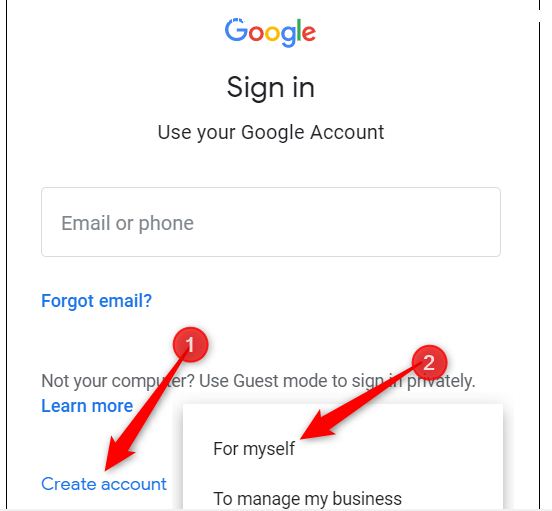 Google
Sign in
Use your Google Account
Email or phone
Forgot email?
1
2
Not your computer? Use Guest mode to sign in privately.
Learn more
For myself
Create account
To manage my business